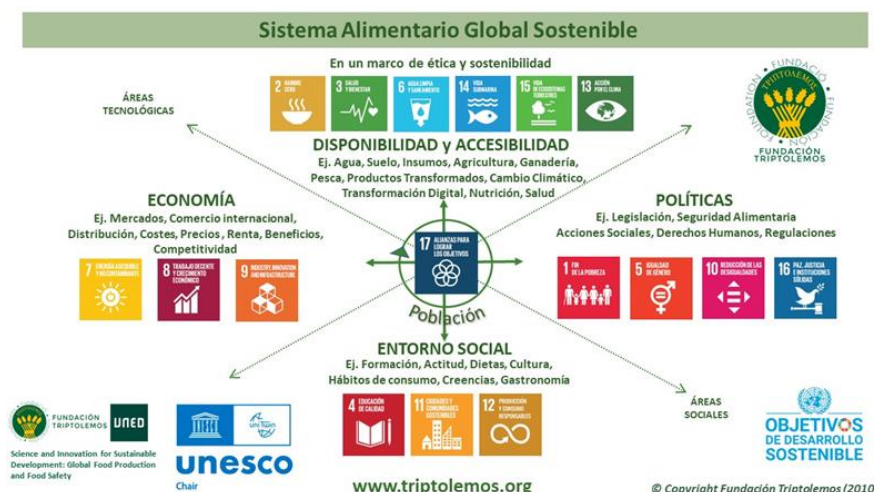 Sistema Alimentario Global Sostenible
En un marco de ética y sostenibilidad
2 HAMBRE CERO
3 SALUD Y BIENESTAR
6 AGUA LIMPIA Y SANEAMIENTO
14 VIDA SUBMARINA
15 VIDA DE ECOSISTEMAS TERRESTRES
13 ACCIÓN POR EL CLIMA
ÁREAS
TECNOLÓGICAS
FUNDACIÓ TRIPTOLEMOS FUNDACIÓN FOUNDATION
FUNDACIÓN
TRIPTOLEMOS
DISPONIBILIDAD y ACCESIBILIDAD
Ej. Agua, Suelo, Insumos, Agricultura, Ganadería,
Pesca, Productos Transformados, Cambio Climático,
Transformación Digital, Nutrición, Salud
ECONOMÍA
Ej. Mercados, Comercio internacional,
Distribución, Costes, Precios , Renta, Beneficios,
Competitividad
7 ENERGÍA ASEQUIBLE Y NO CONTAMINANTE
8 TRABAJO DECENTE Y CRECIMIENTO ECONÓMICO
9 INDUSTRY, INNOVATION AND INFRASTRUCTURE
17 ALIANZAS PARA LOGRAR LOS OBJETIVOS
Población
POLÍTICAS
Ej. Legislación, Seguridad Alimentaria
Acciones Sociales, Derechos Humanos, Regulaciones
1 FIN DE LA POBREZA
5 IGUALDAD DE GÉNERO
10 REDUCCIÓN DE LAS DESIGUALDADES
16 PAZ, JUSTICIA E INSTITUCIONES SÓLIDAS
ENTORNO SOCIAL
Ej. Formación, Actitud, Dietas, Cultura,
Hábitos de consumo, Creencias, Gastronomía
4 EDUCACIÓN DE CALIDAD
11 CIUDADES Y COMUNIDADES SOSTENIBLES
12 PRODUCCIÓN Y CONSUMO RESPONSABLES
ÁREAS
SOCIALES
FUNDACIÓN
TRIPTOLEMOS
UNED
Science and Innovation for Sustainable
Development: Global Food Production
and Food Safety
uni Twin
unesco
Chair
OBJETIVOS
DE DESARROLLO
SOSTENIBLE
www.triptolemos.org
© Copyright Fundación Triptolemos (2010